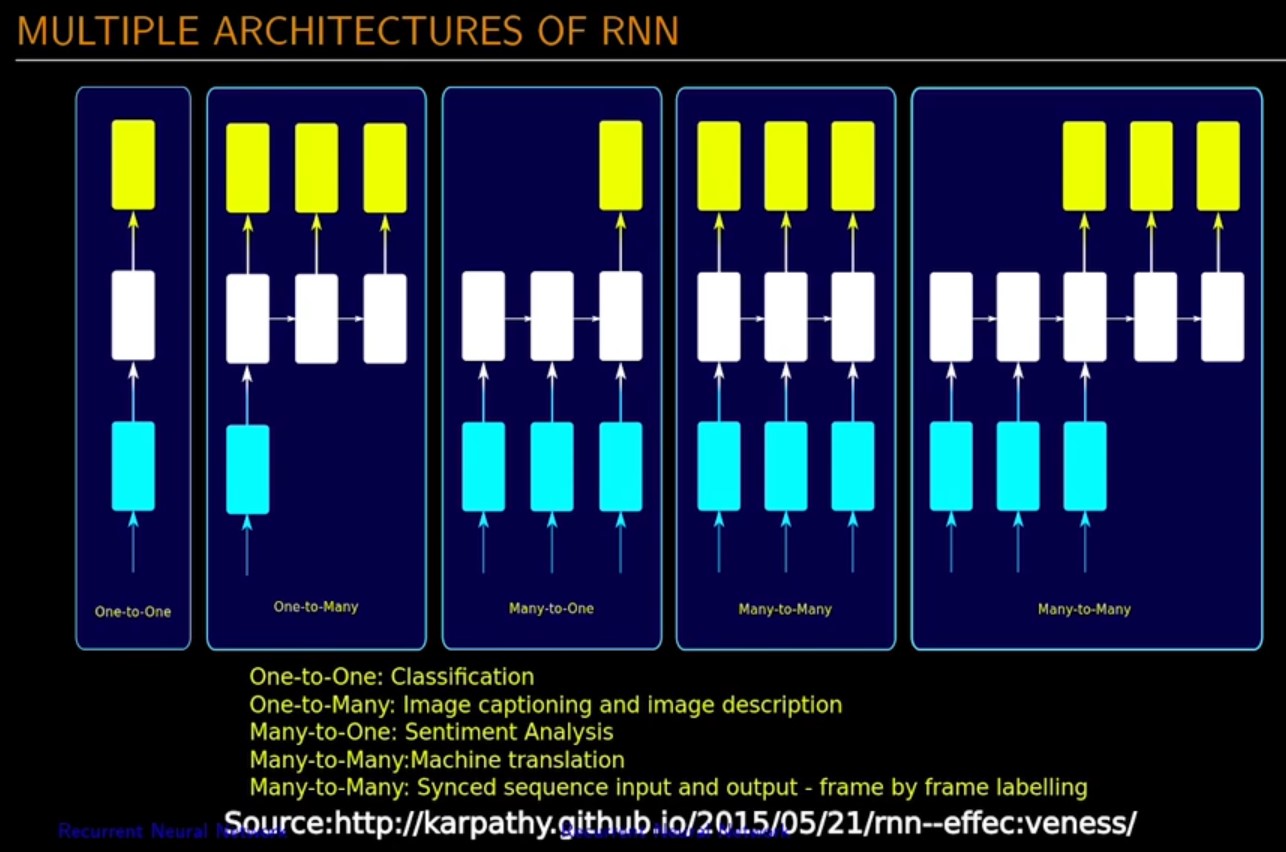 MULTIPLE ARCHITECTURES OF RNN
One-to-One
One-to-Many
Many-to-One
Many-to-Many
Many-to-Many
One-to-One: Classification
One-to-Many: Image captioning and image description
Many-to-One: Sentiment Analysis
Many-to-Many:Machine translation
Many-to-Many: Synced sequence input and output - frame by frame labelling
Source:http://karpathy.github.io/2015/05/21/rnn--effec:veness/
Recurrent Neural Network